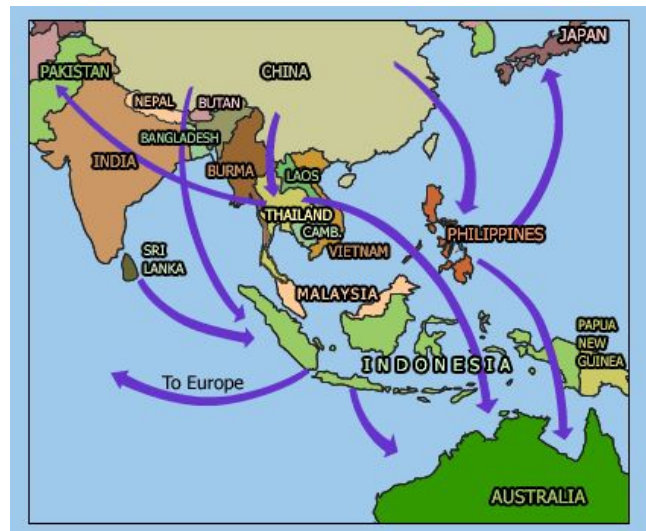 JAPAN
PAKISTAN
CHINA
NEPAL
BUTAN
BANGLADESH
INDIA
BURMA
LAOS
THAILAND
CAMB.
VIETNAM
PHILIPPINES
SRI
LANKA
MALAYSIA
PAPUA
NEW
GUINEA
INDONESIA
To Europe
AUSTRALIA